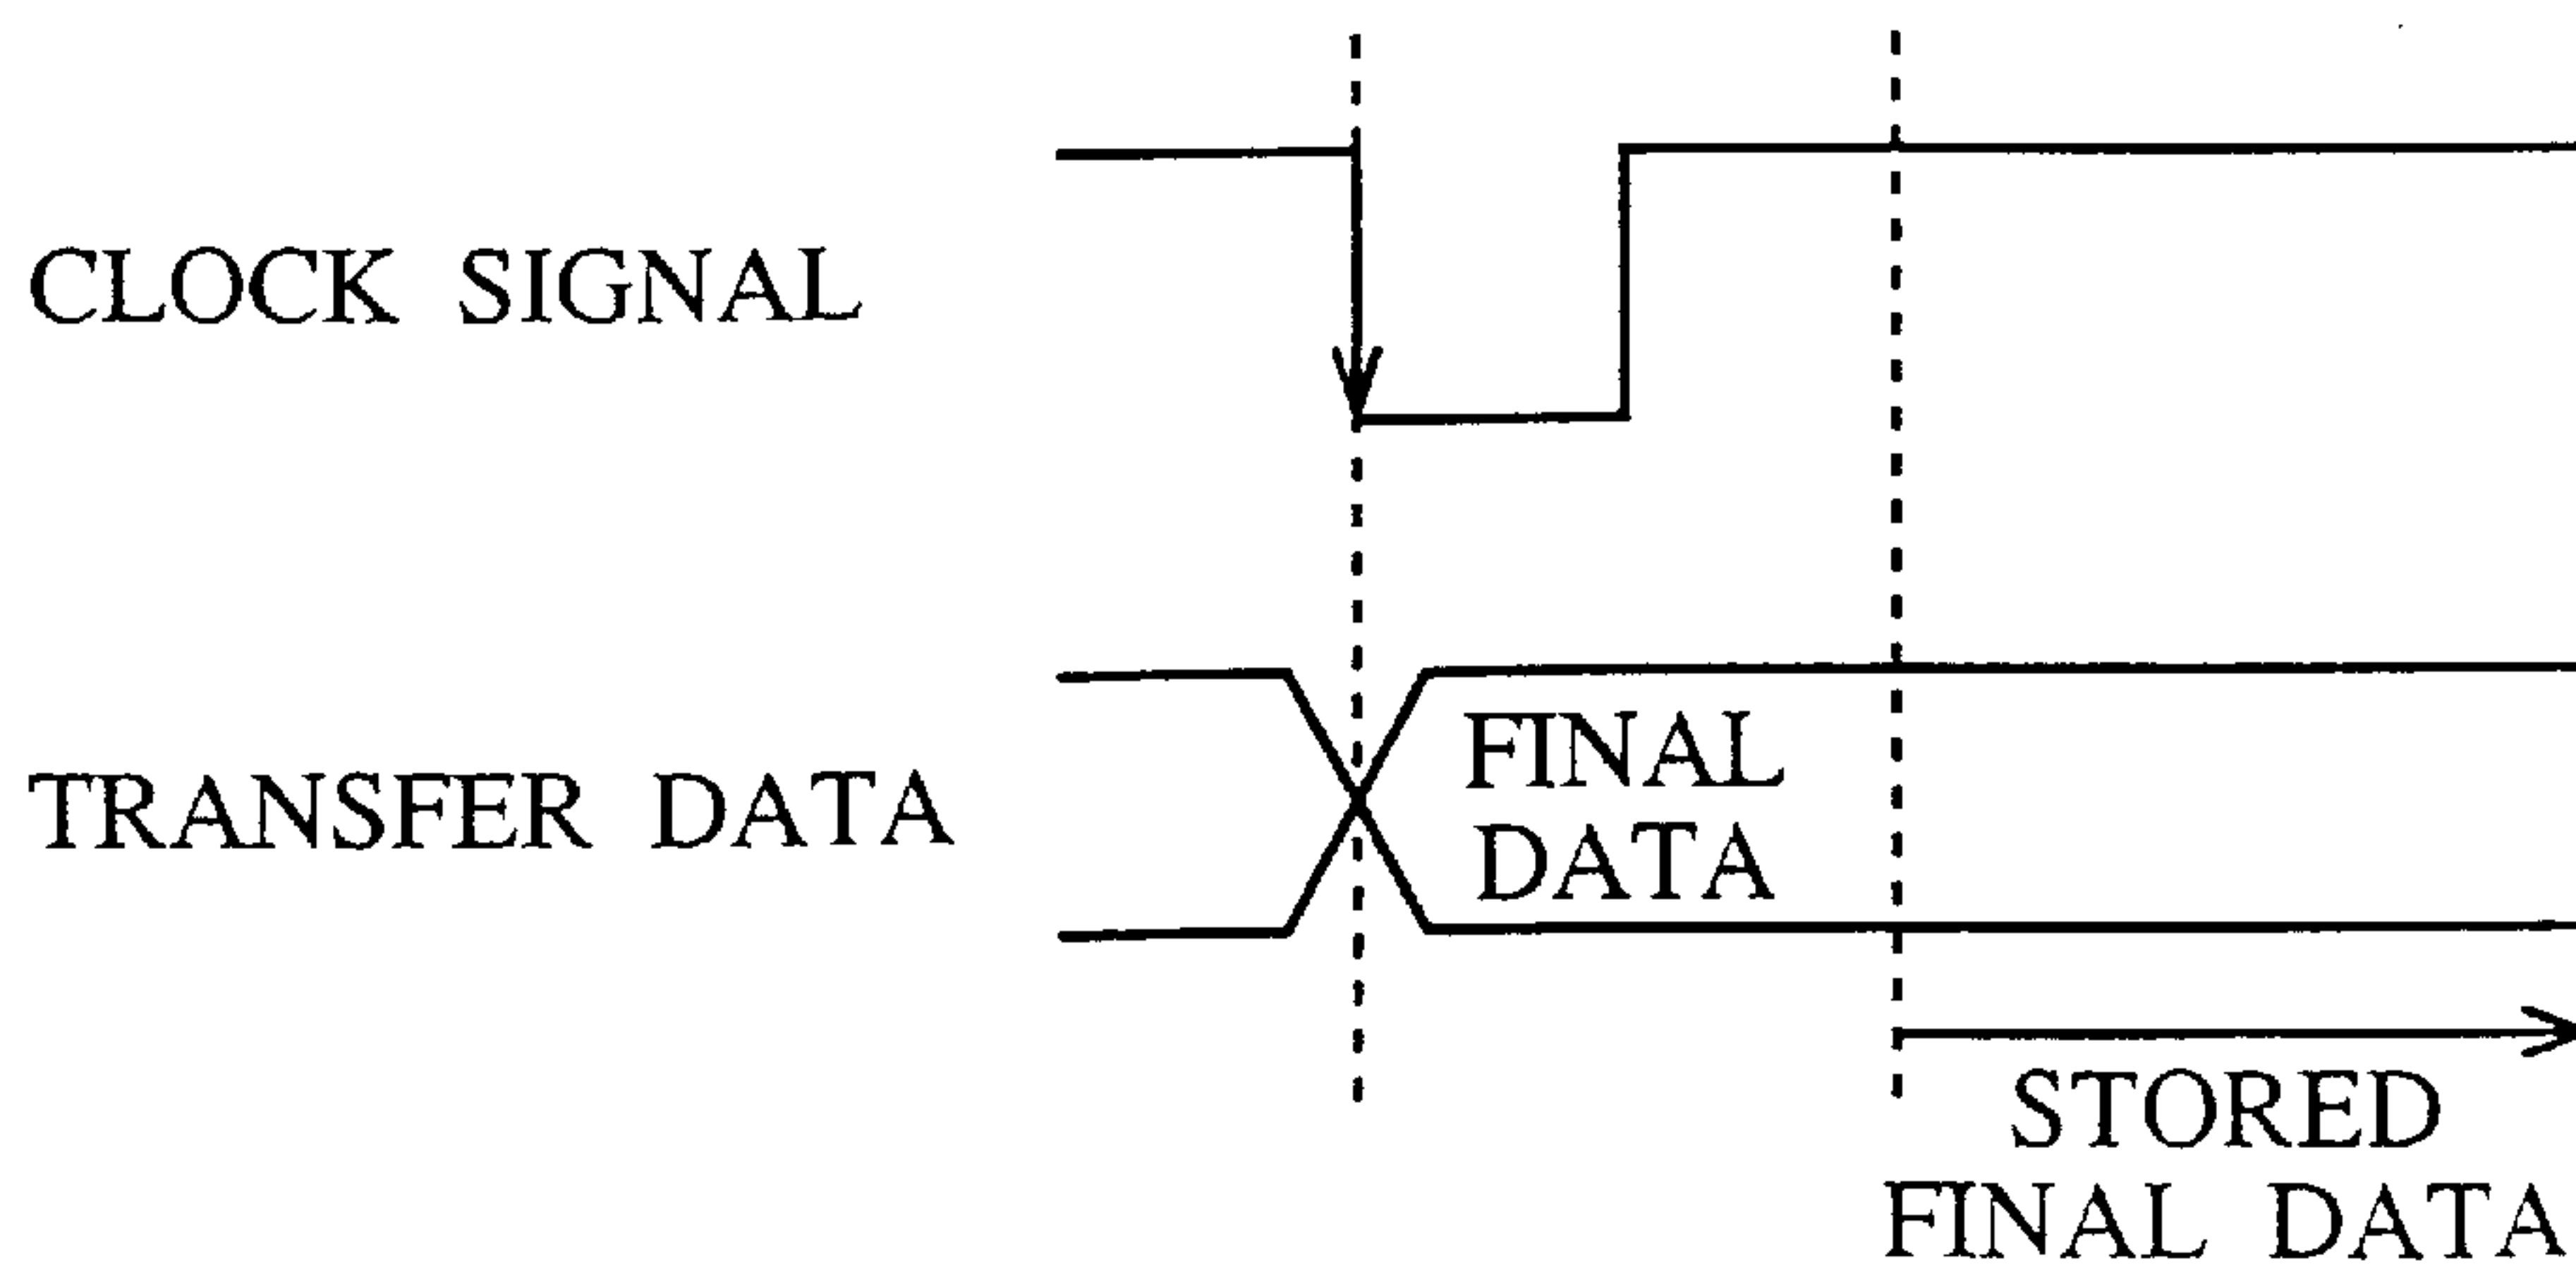 CLOCK SIGNAL
TRANSFER DATA
FINAL
DATA
STORED
FINAL DATA